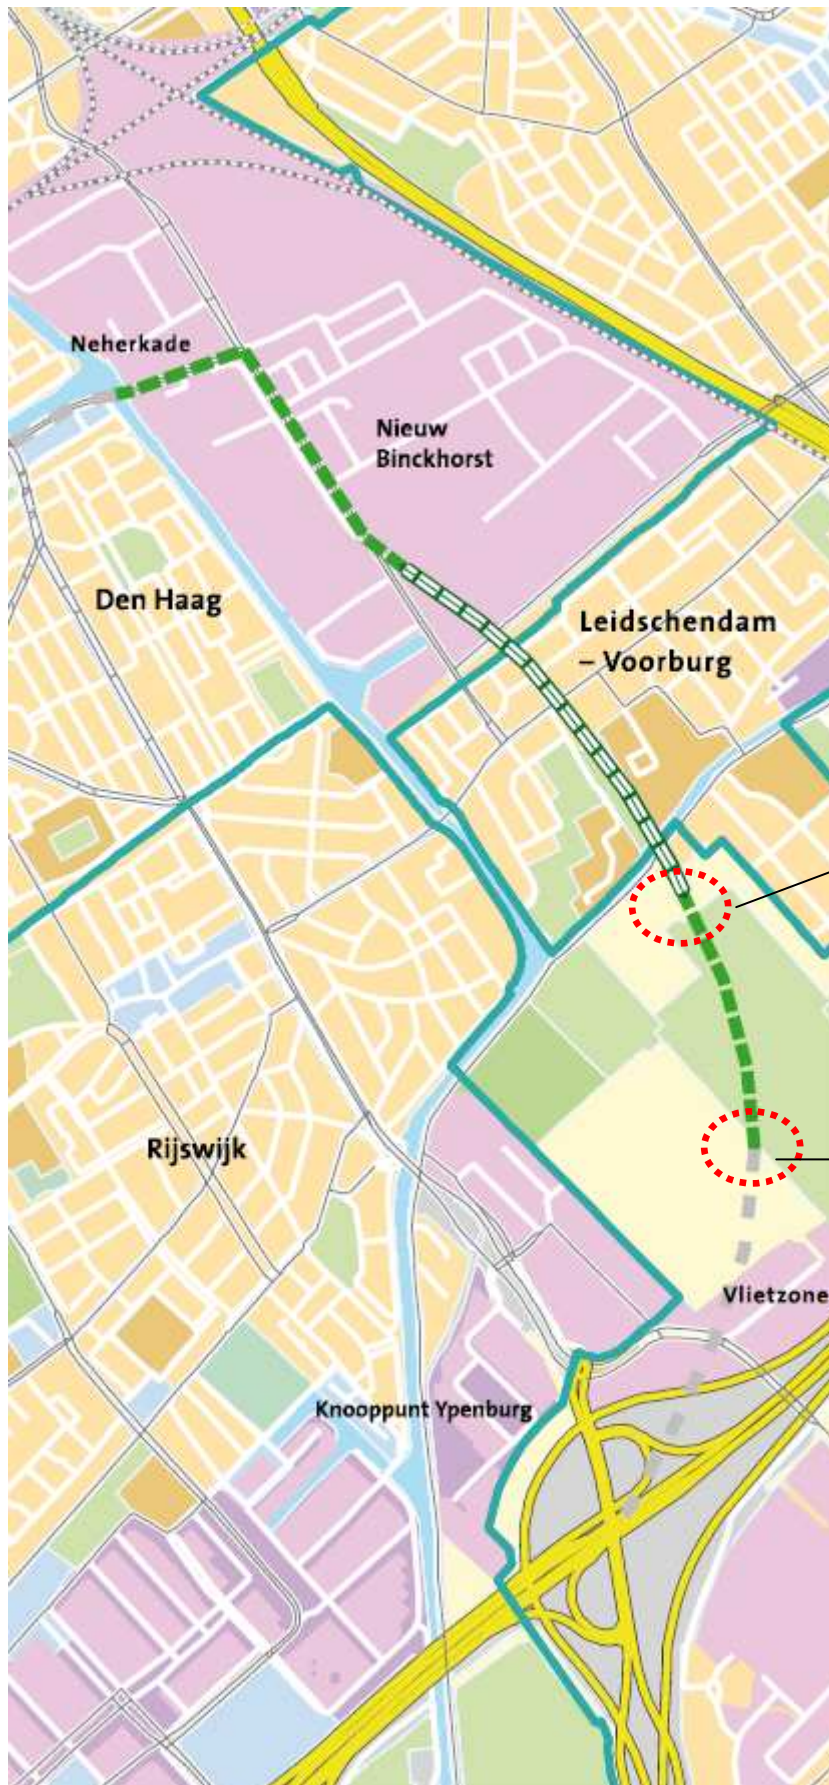 Neherkade
Nieuw
Binckhorst
Den Haag
Leidschendam
– Voorburg
Rijswijk
Vlietzone
Knooppunt Ypenburg